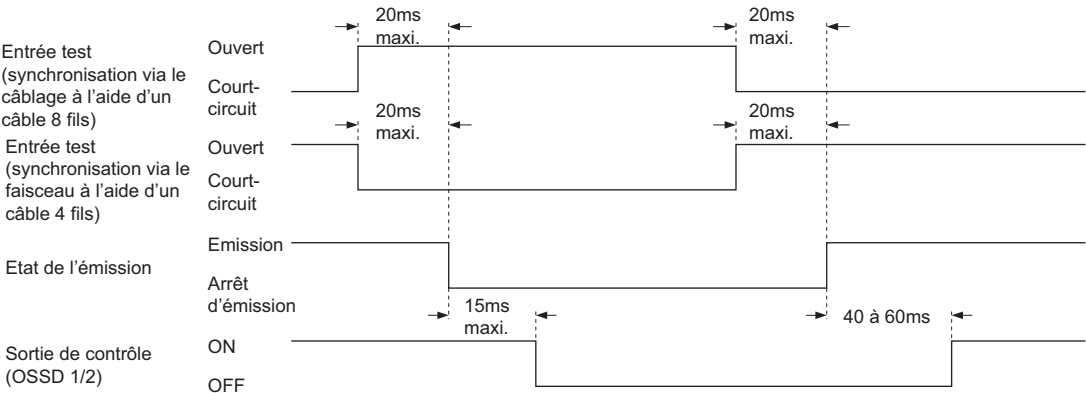 20ms
maxi.
20ms
maxi.
Entrée test
(synchronisation via le
câblage à l'aide d'un
câble 8 fils)
Ouvert
Court-
circuit
20ms
maxi.
20ms
maxi.
Entrée test
(synchronisation via le
faisceau à l'aide d'un
câble 4 fils)
Ouvert
Court-
circuit
Etat de l'émission
Emission
Arrêt
d'émission
15ms
maxi.
40 à 60ms
Sortie de contrôle
(OSSD 1/2)
ON
OFF